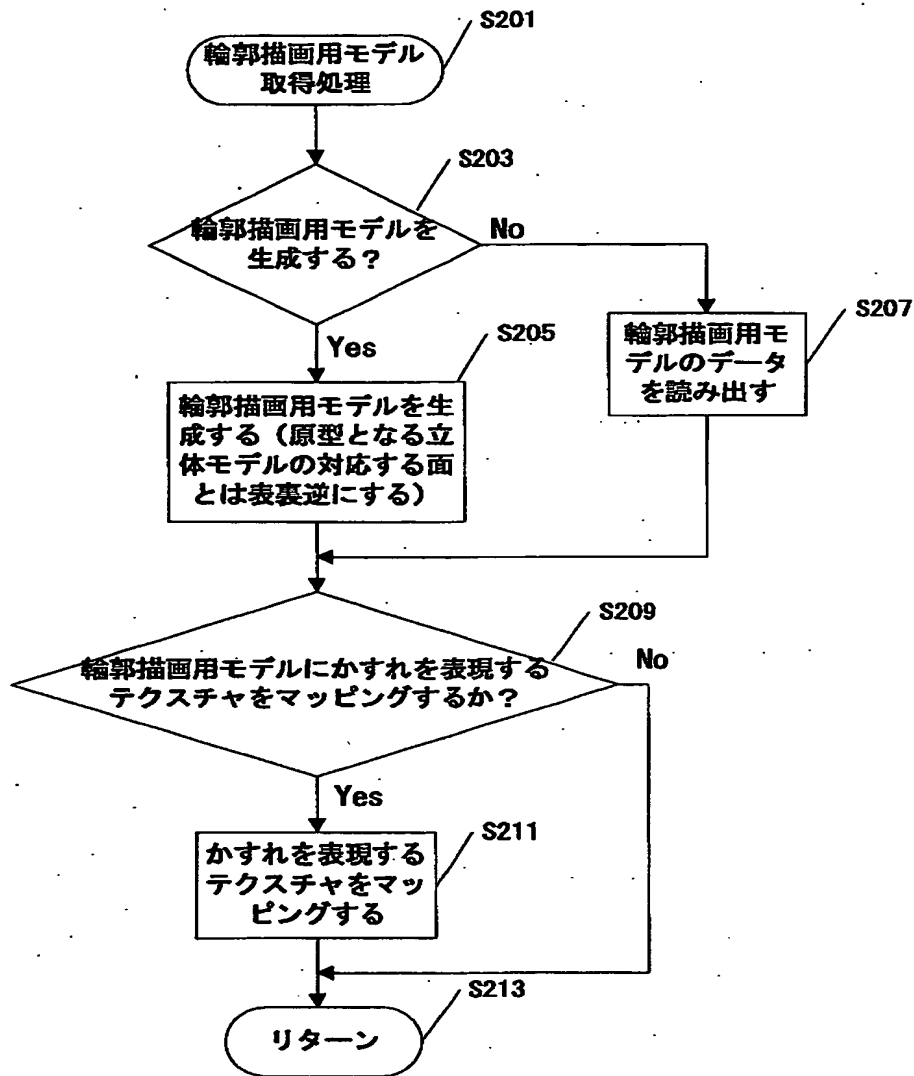 S201
輪郭描画用モデル
取得処理
S203
輪郭描画用モデルを
生成する？
No
Yes
S205
輪郭描画用モデルを生
成する（原型となる立
体モデルの対応する面
とは表裏逆にする）
S207
輪郭描画用モ
デルのデータ
を読み出す
S209
輪郭描画用モデルにかすれを表現する
テクスチャをマッピングするか？
No
Yes
S211
かすれを表現する
テクスチャをマッ
ピングする
S213
リターン